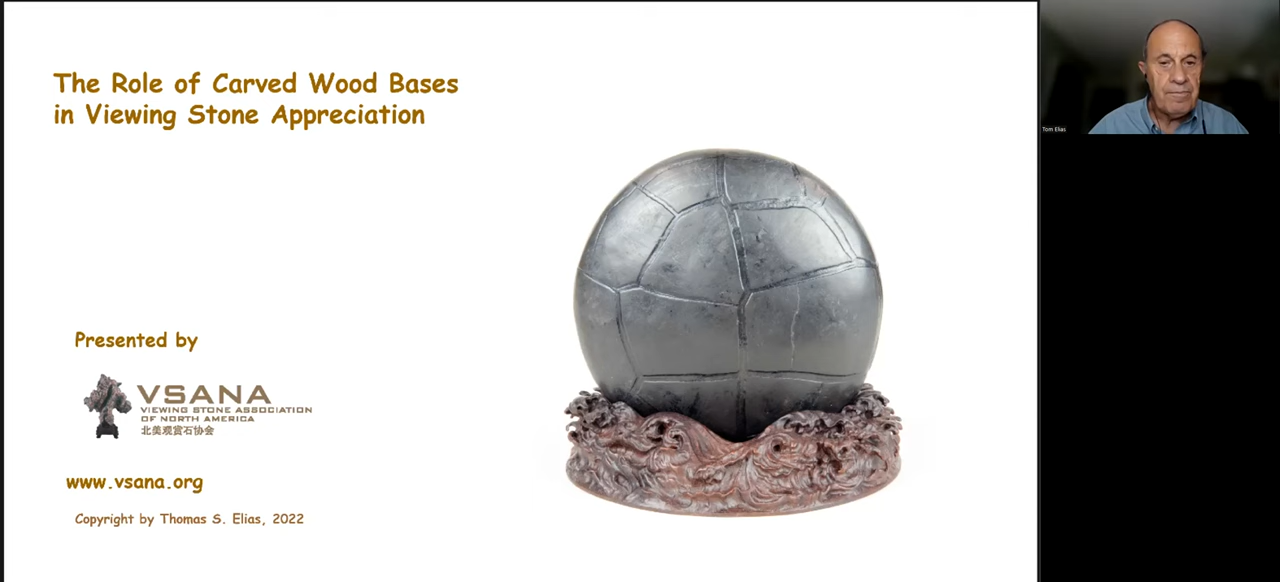 The Role of Carved Wood Bases
in Viewing Stone Appreciation
Presented by
VSANA
VIEWING STONE ASSOCIATION
OF NORTH AMERICA
北美观赏石协会
www.vsana.org
Copyright by Thomas S. Elias, 2022
Tom Elias